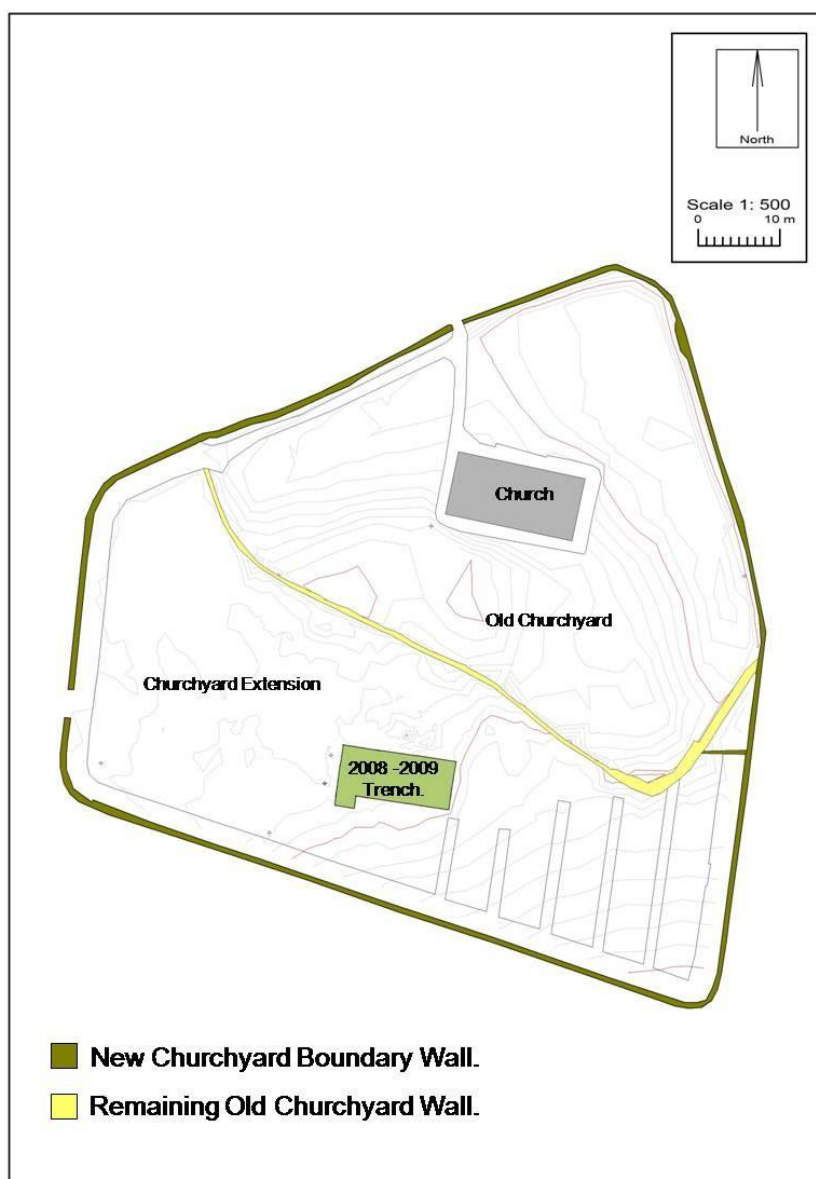 North
Scale 1: 500
0 10 m
Church
Old Churchyard
Churchyard Extension
2008 -2009
Trench.
New Churchyard Boundary Wall.
Remaining Old Churchyard Wall.